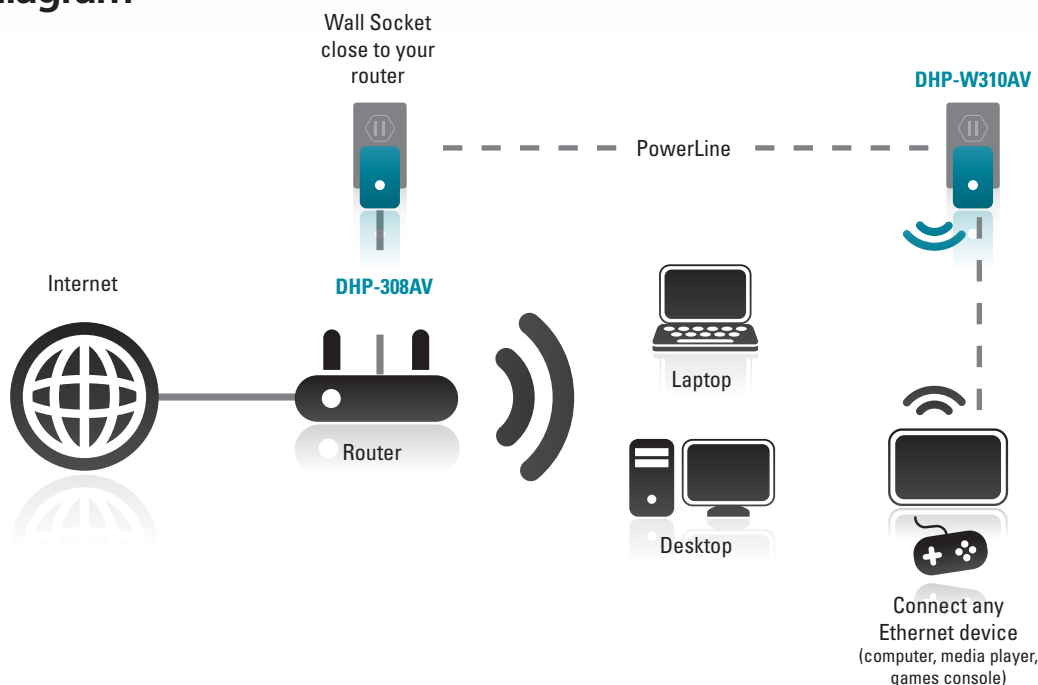 Wall Socket
close to your
router
DHP-W310AV
PowerLine
Internet
DHP-308AV
Laptop
Router
Desktop
Connect any
Ethernet device
(computer, media player,
games console)